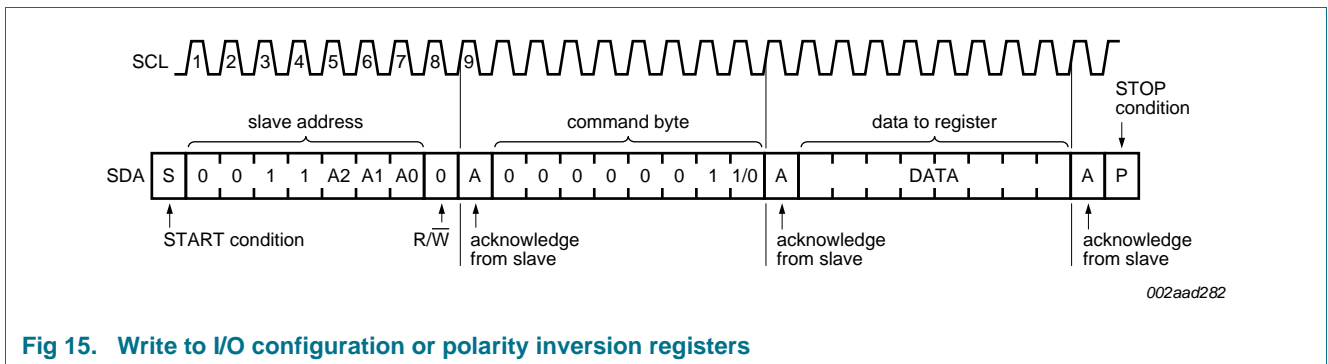 SCL 1 2 3 4 5 6 7 8 9
STOP
condition
slave address command byte data to register
SDA S 0 0 1 1 A2 A1 A0 0 A 0 0 0 0 0 0 1 1/0 A DATA A P
START condition R/W̅ acknowledge acknowledge acknowledge
from slave from slave from slave
002aad282
Fig 15. Write to I/O configuration or polarity inversion registers